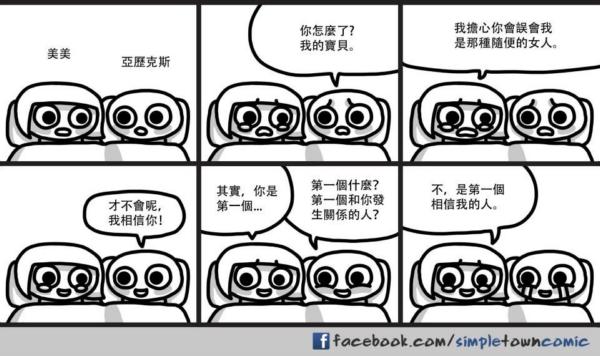 美美
亞歷克斯
你怎麼了?
我的寶貝。
我擔心你會誤會我
是那種隨便的女人。
才不會呢,
我相信你!
其實, 你是
第一個...
第一個什麼?
第一個和你發
生關係的人?
不, 是第一個
相信我的人。
facebook.com/simpletowncomic